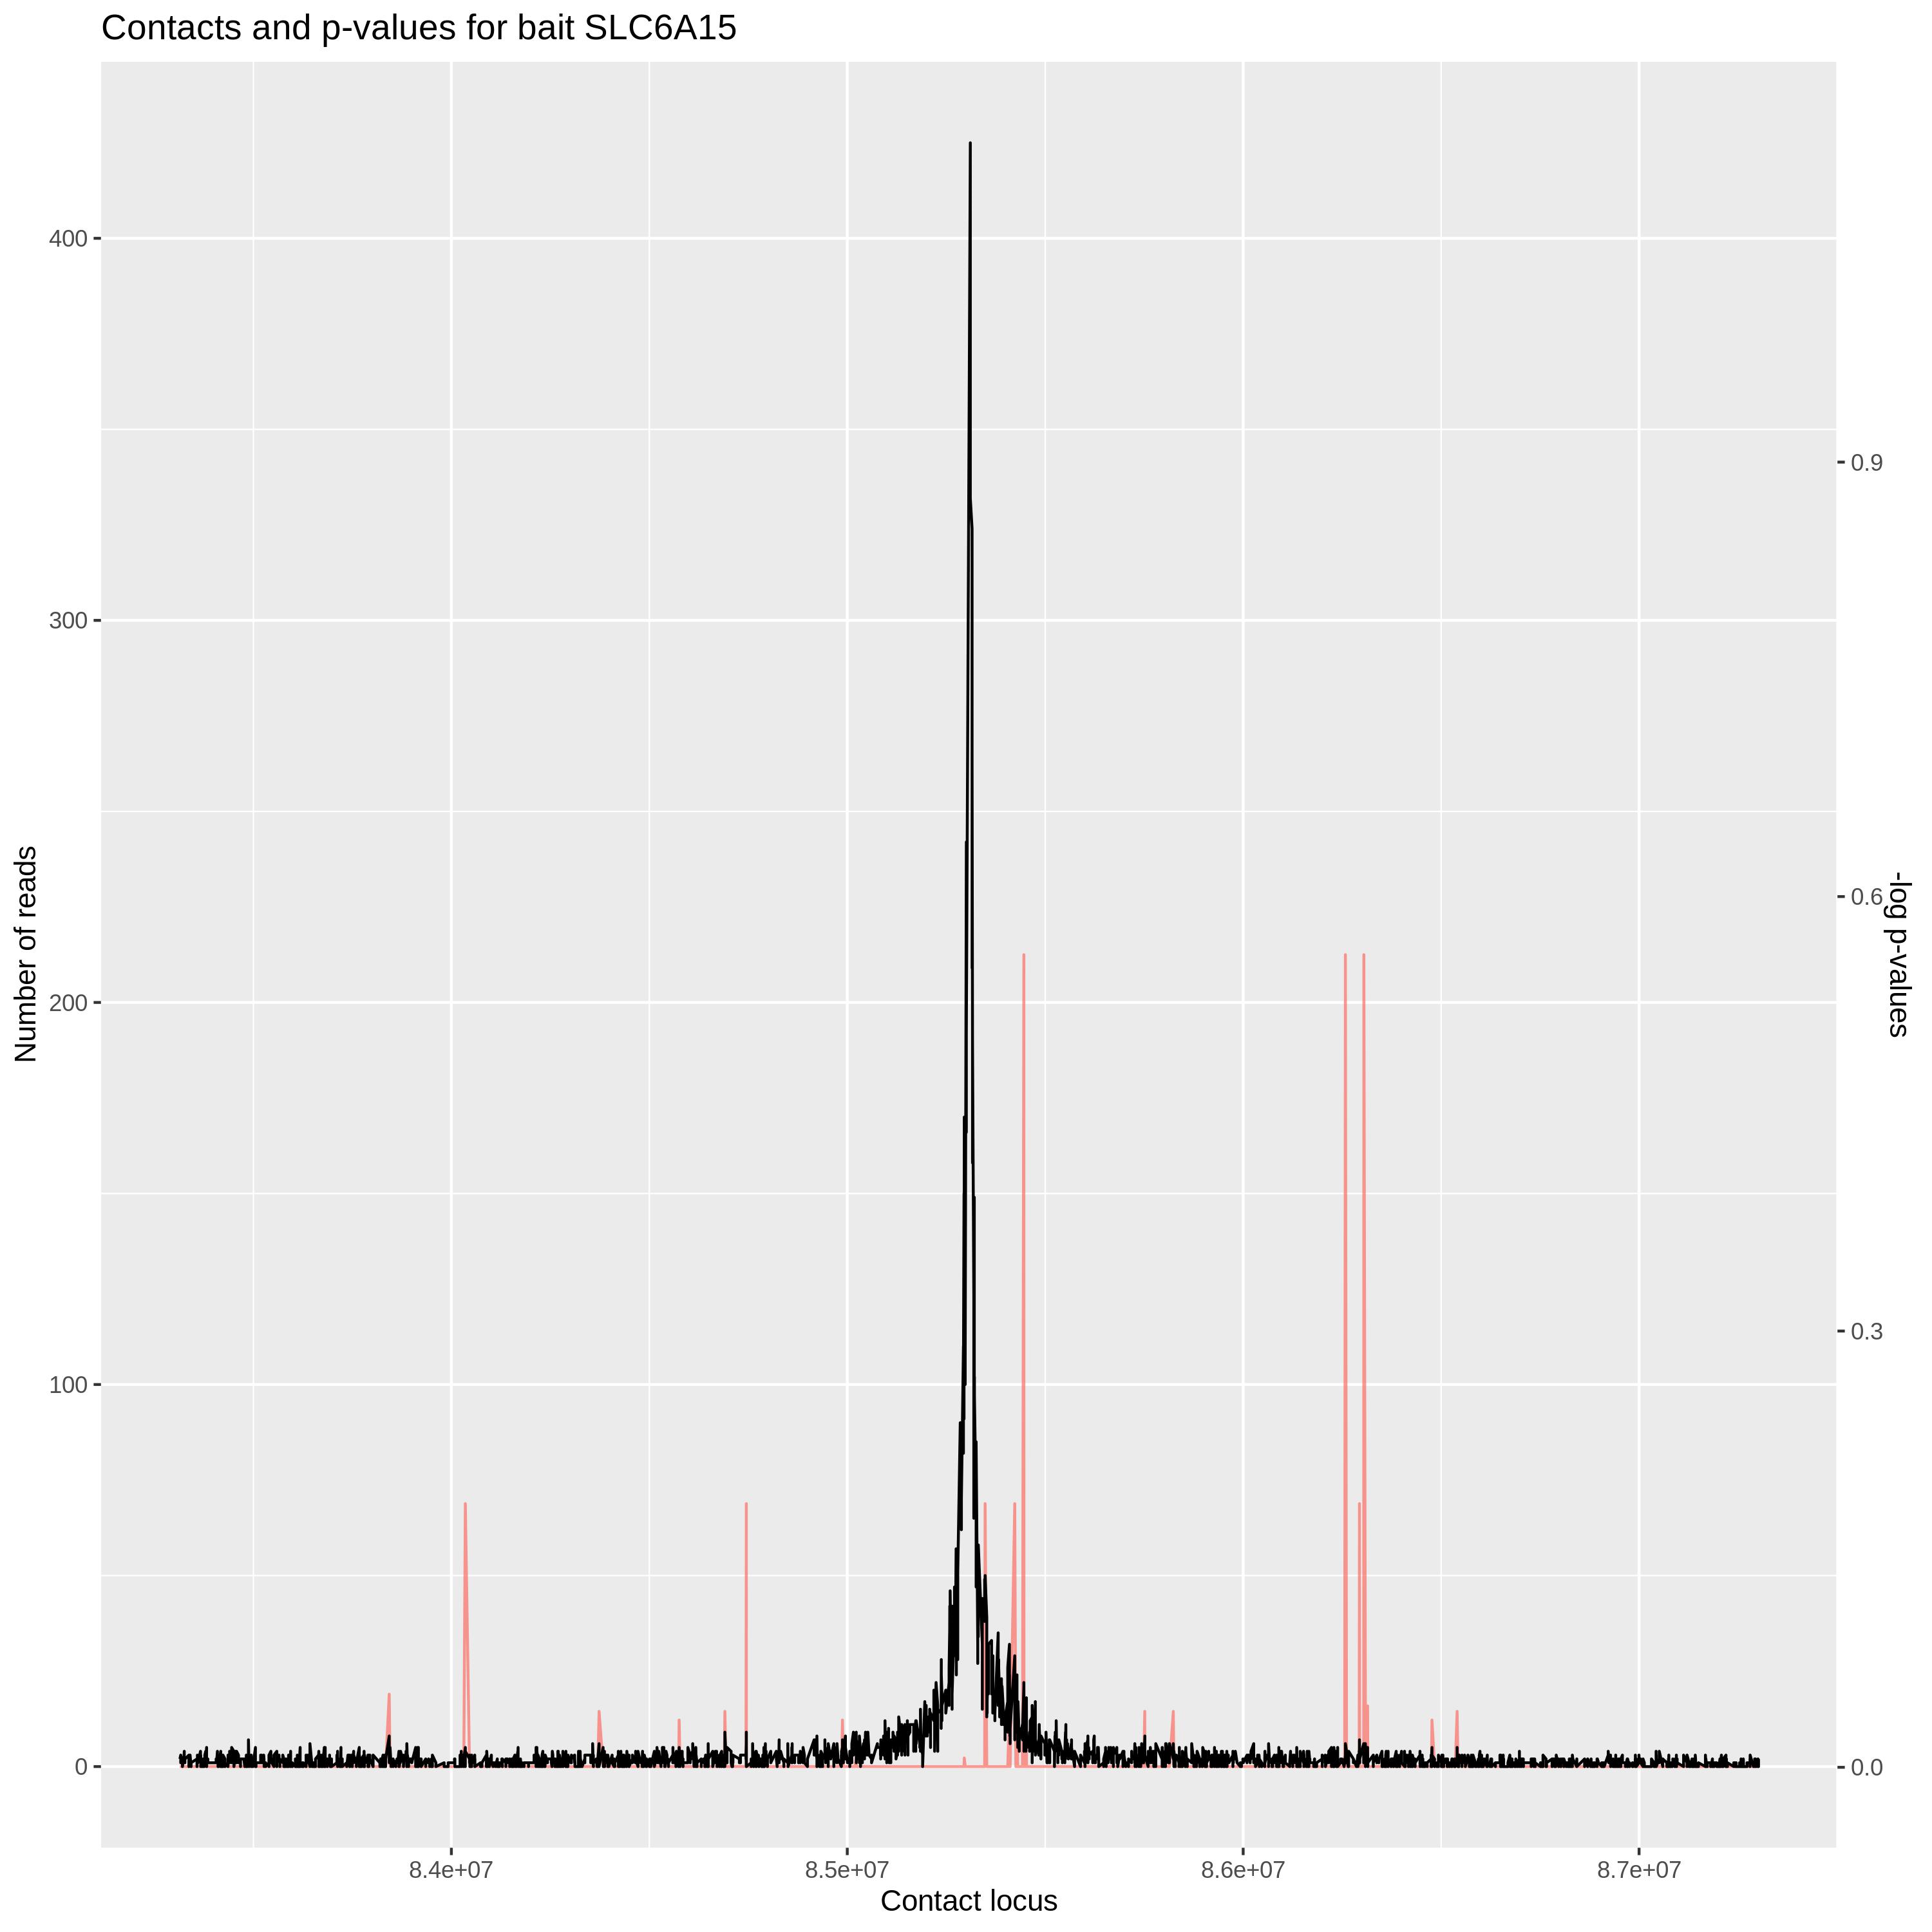 Contacts and p-values for bait SLC6A15
Number of reads
400
300
200
100
0
-log p-values
0.9
0.6
0.3
0.0
8.4e+07
8.5e+07
8.6e+07
8.7e+07
Contact locus